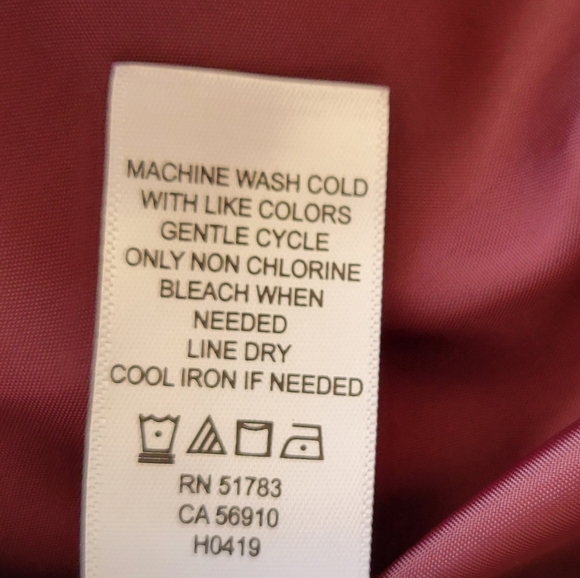 MACHINE WASH COLD
WITH LIKE COLORS
GENTLE CYCLE
ONLY NON CHLORINE
BLEACH WHEN
NEEDED
LINE DRY
COOL IRON IF NEEDED
RN 51783
CA 56910
H0419